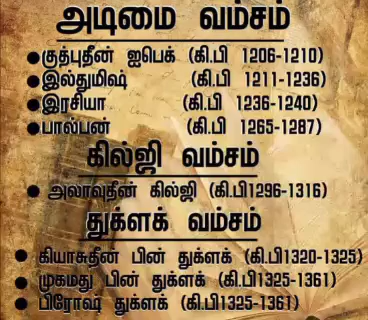 அடிமை வம்சம்
●குத்புதீன் ஐபெக் (கி.பி 1206-1210)
●இல்துமிஷ் (கி.பி 1211-1236)
●இரசியா (கி.பி 1236-1240)
●பால்பன் (கி.பி 1265-1287)
கில்ஜி வம்சம்
● அலாவுதீன் கில்ஜி (கி.பி1296-1316)
துக்ளக் வம்சம்
● கியாசுதீன் பின் துக்ளக் (கி.பி1320-1325)
● முகமது பின் துக்ளக் (கி.பி1325-1361)
● பிரோஷ் துக்ளக் (கி.பி1325-1361)